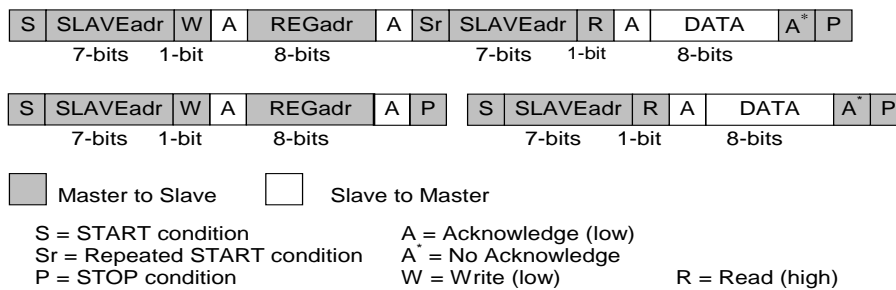 S SLAVEadr W A REGadr A Sr SLAVEadr R A DATA A* P
7-bits 1-bit 8-bits 7-bits 1-bit 8-bits
S SLAVEadr W A REGadr A P S SLAVEadr R A DATA A* P
7-bits 1-bit 8-bits 7-bits 1-bit 8-bits
Master to Slave Slave to Master
S = START condition A = Acknowledge (low)
Sr = Repeated START condition A* = No Acknowledge
P = STOP condition W = Write (low) R = Read (high)